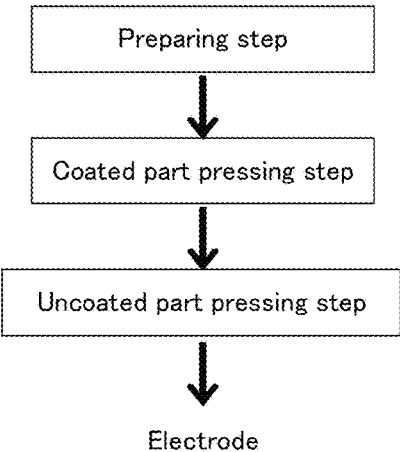 Preparing step
Coated part pressing step
Uncoated part pressing step
Electrode